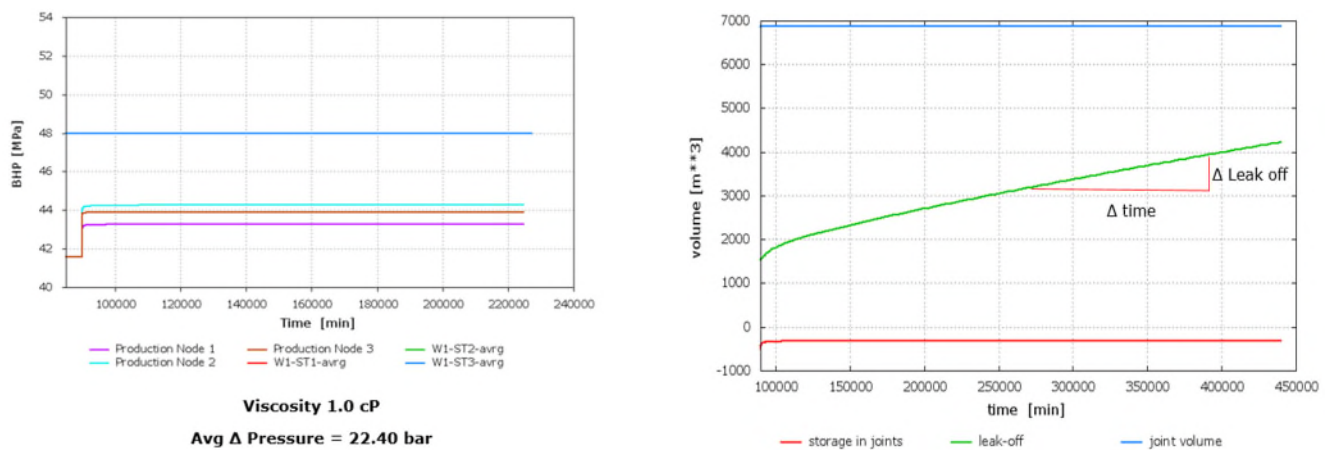 54
52
50
48
46
44
42
40
BHP [MPa]
100000 120000 140000 160000 180000 200000 220000 240000
Time [min]
Production Node 1 Production Node 3 W1-ST2-avrg
Production Node 2 W1-ST1-avrg W1-ST3-avrg
Viscosity 1.0 cP
Avg Δ Pressure = 22.40 bar
7000
6000
5000
4000
3000
2000
1000
0
-1000
volume [m**3]
Δ Leak off
Δ time
100000 150000 200000 250000 300000 350000 400000 450000
time [min]
storage in joints leak-off joint volume